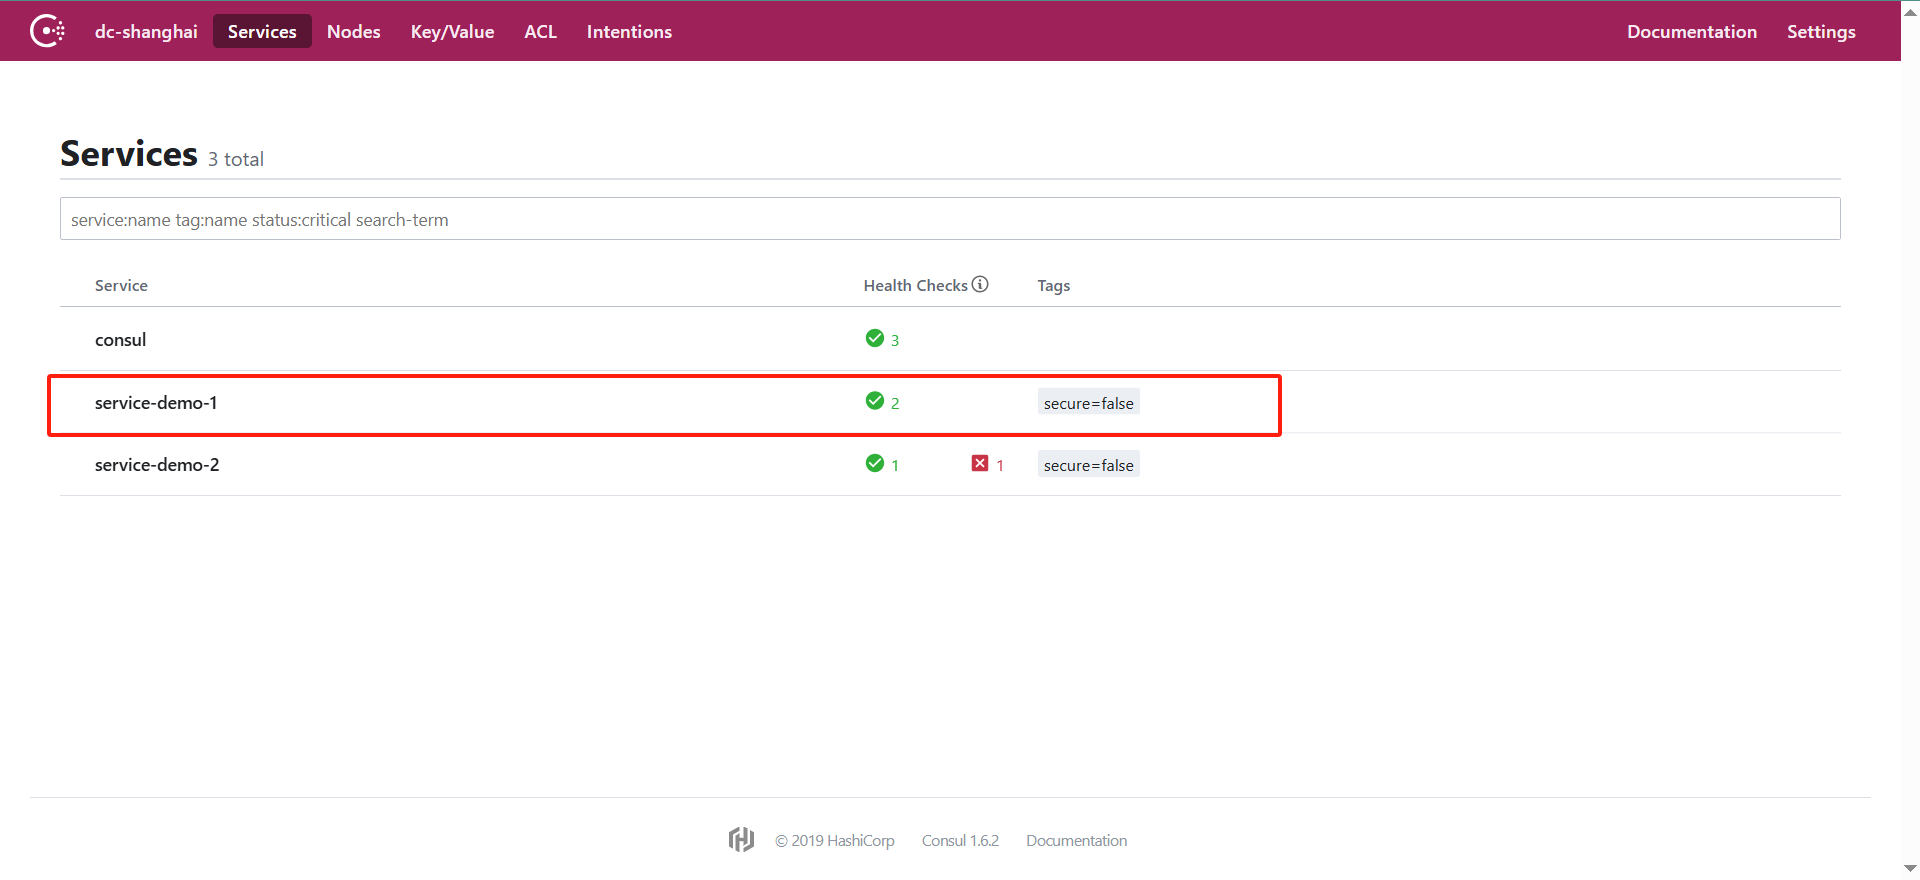 dc-shanghai Services Nodes Key/Value ACL Intentions Documentation Settings
Services 3 total
service:name tag:name status:critical search-term
Service Health Checks Tags
consul 3
service-demo-1 2 secure=false
service-demo-2 1 1 secure=false
© 2019 HashiCorp Consul 1.6.2 Documentation